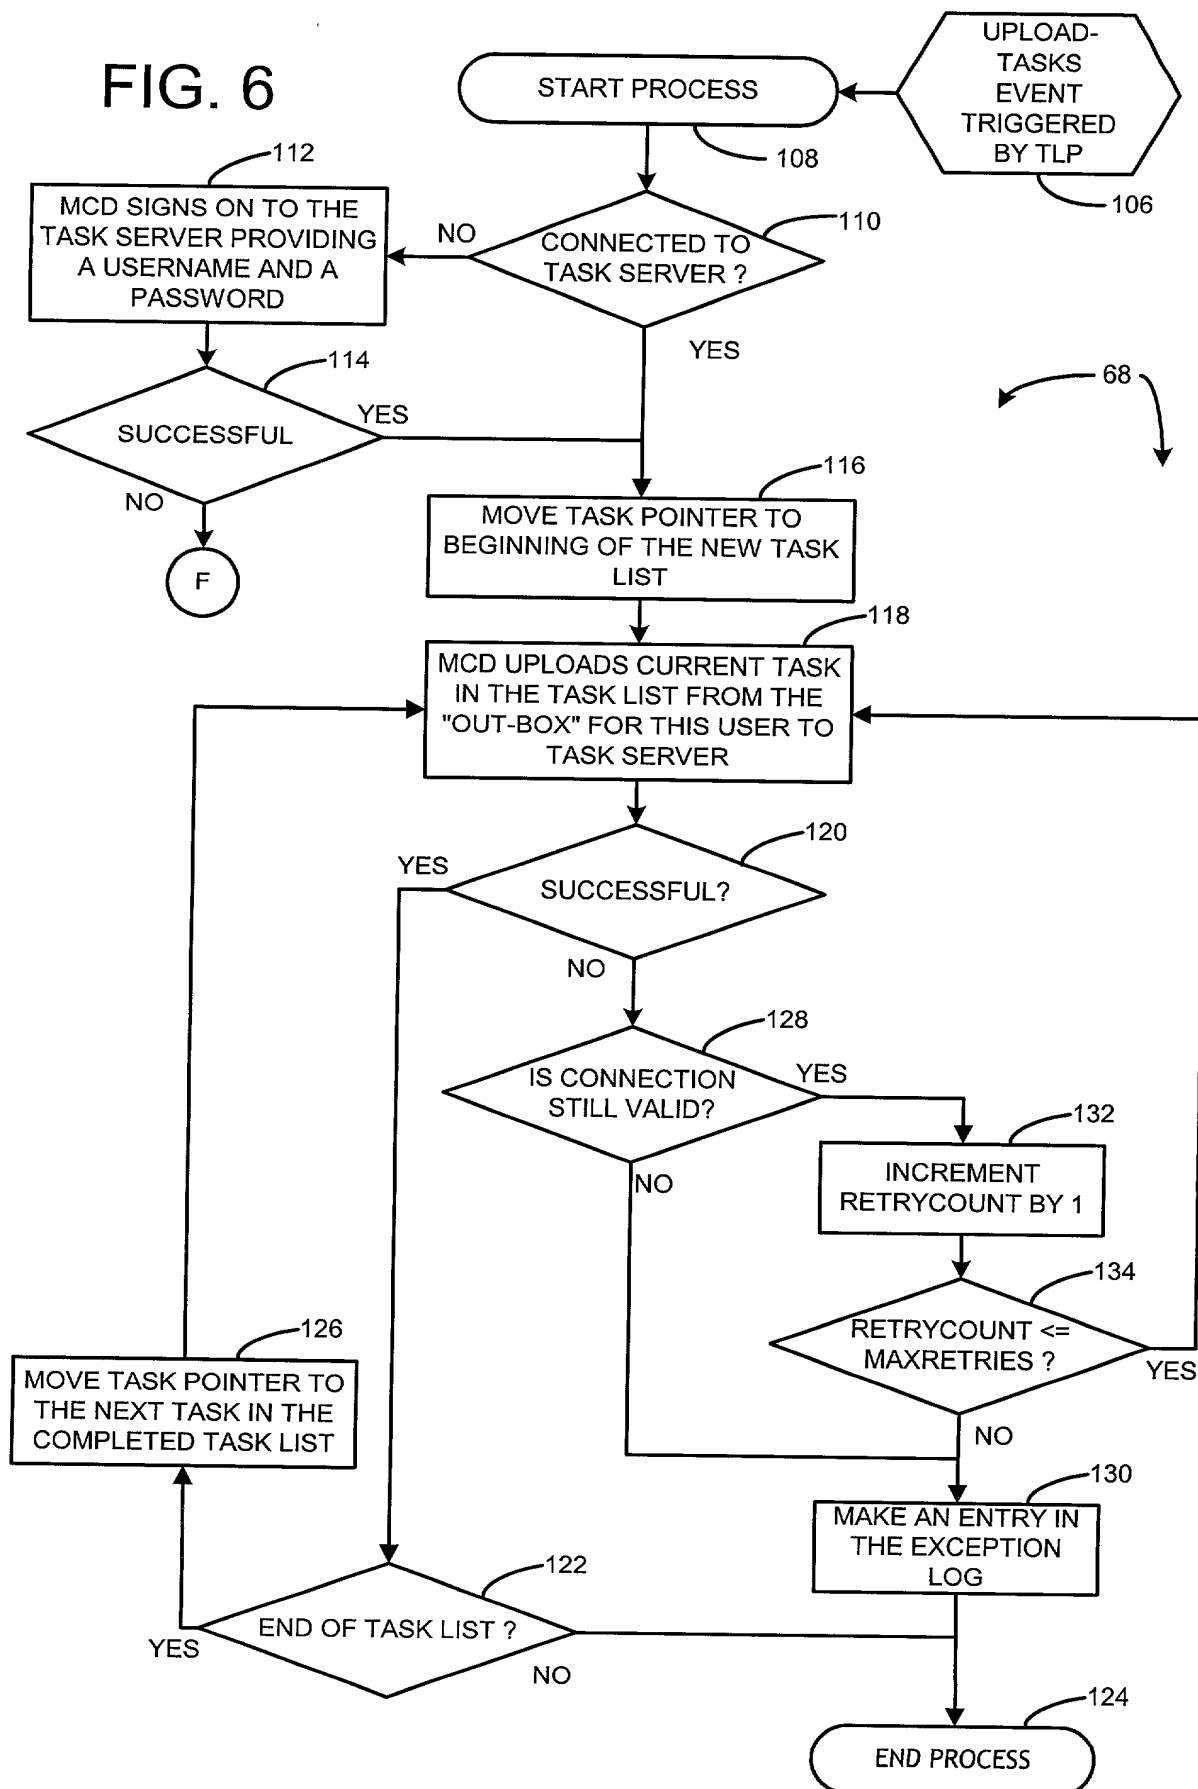 FIG. 6
START PROCESS
108
UPLOAD-
TASKS
EVENT
TRIGGERED
BY TLP
106
112
MCD SIGNS ON TO THE
TASK SERVER PROVIDING
A USERNAME AND A
PASSWORD
NO
CONNECTED TO
TASK SERVER ?
110
YES
114
SUCCESSFUL
YES
NO
F
68
116
MOVE TASK POINTER TO
BEGINNING OF THE NEW TASK
LIST
118
MCD UPLOADS CURRENT TASK
IN THE TASK LIST FROM THE
"OUT-BOX" FOR THIS USER TO
TASK SERVER
120
YES
SUCCESSFUL?
NO
128
IS CONNECTION
STILL VALID?
YES
NO
132
INCREMENT
RETRYCOUNT BY 1
134
RETRYCOUNT <=
MAXRETRIES ?
YES
NO
126
MOVE TASK POINTER TO
THE NEXT TASK IN THE
COMPLETED TASK LIST
130
MAKE AN ENTRY IN
THE EXCEPTION
LOG
122
END OF TASK LIST ?
YES
NO
124
END PROCESS